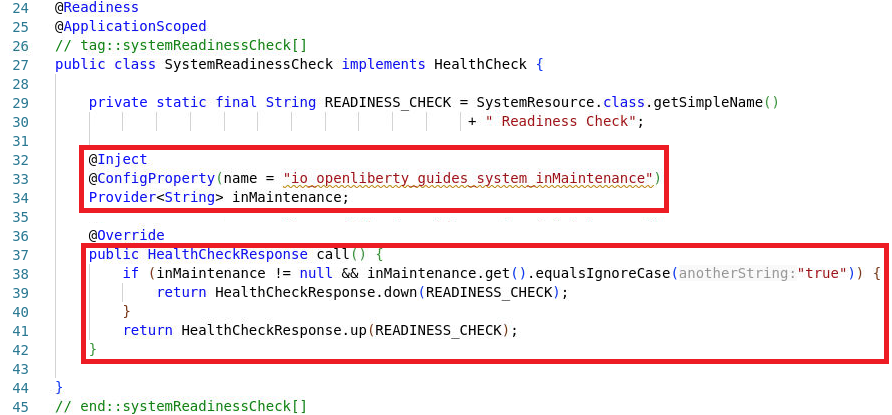 24 @Readiness
25 @ApplicationScoped
26 // tag::systemReadinessCheck[]
27 public class SystemReadinessCheck implements HealthCheck {
28
29 private static final String READINESS_CHECK = SystemResource.class.getSimpleName()
30 + " Readiness Check";
31
32 @Inject
33 @ConfigProperty(name = "io_openliberty_guides_system_inMaintenance")
34 Provider<String> inMaintenance;
35
36 @Override
37 public HealthCheckResponse call() {
38 if (inMaintenance != null && inMaintenance.get().equalsIgnoreCase(anotherString:"true")) {
39 return HealthCheckResponse.down(READINESS_CHECK);
40 }
41 return HealthCheckResponse.up(READINESS_CHECK);
42 }
43
44 }
45 // end::systemReadinessCheck[]